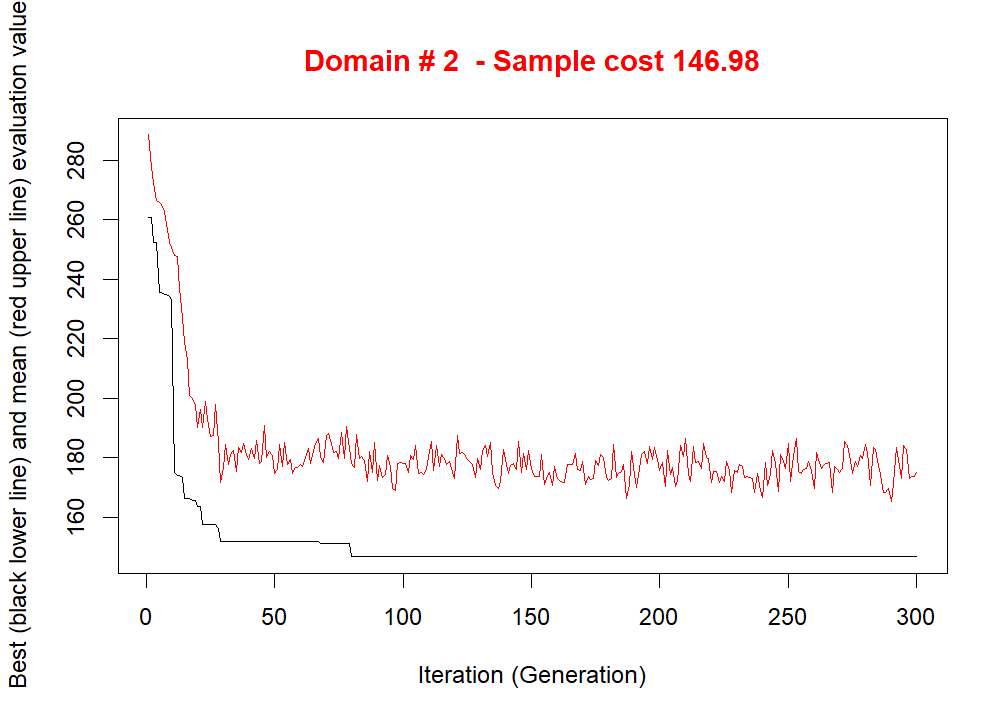 Domain # 2  - Sample cost 146.98
Best (black lower line) and mean (red upper line) evaluation value
280
260
240
220
200
180
160
0 50 100 150 200 250 300
Iteration (Generation)